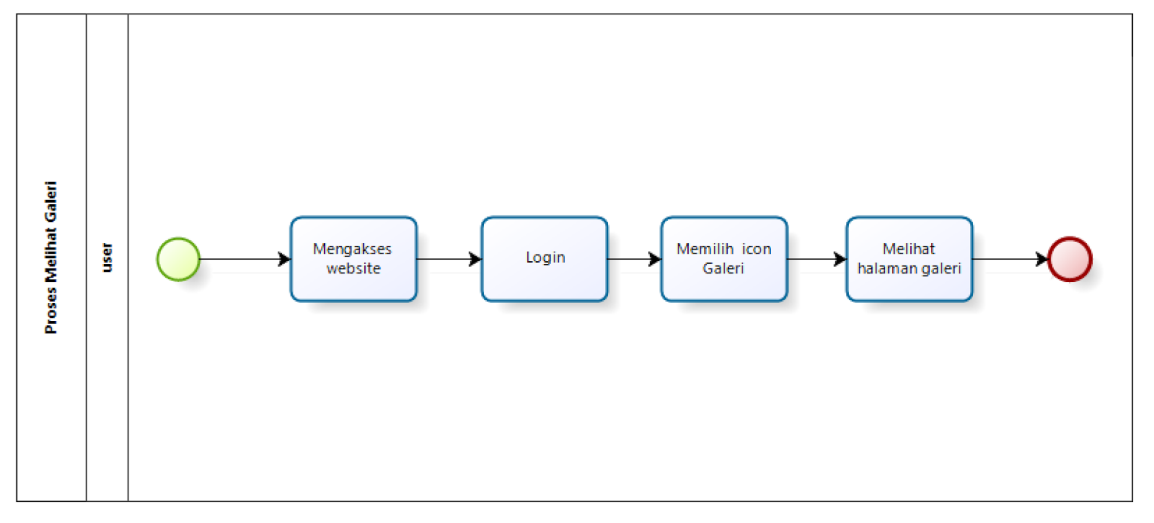 Proses Melihat Galeri
user
Mengakses
website
Login
Memilih icon
Galeri
Melihat
halaman galeri